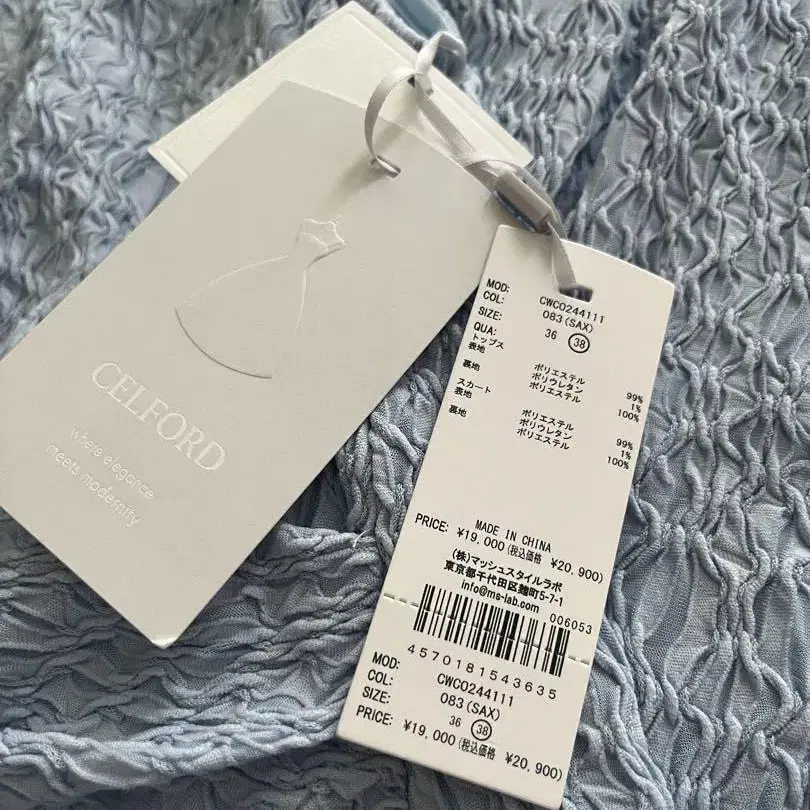 CELFORD
where elegance
meets modernity
MOD: CWCO244111
COL: 083(SAX)
SIZE: 36 38
QUA:
トップス
表地 ポリエステル 99%
ポリウレタン 1%
裏地 ポリエステル 100%
スカート
表地 ポリエステル 99%
ポリウレタン 1%
裏地 ポリエステル 100%
MADE IN CHINA
PRICE: ¥19,000(税込価格 ¥20,900)
(株)マッシュスタイルラボ
東京都千代田区麹町5-7-1
info@ms-lab.com
006053
4570181543635
MOD: CWCO244111
COL: 083(SAX)
SIZE: 36 38
PRICE: ¥19,000(税込価格 ¥20,900)